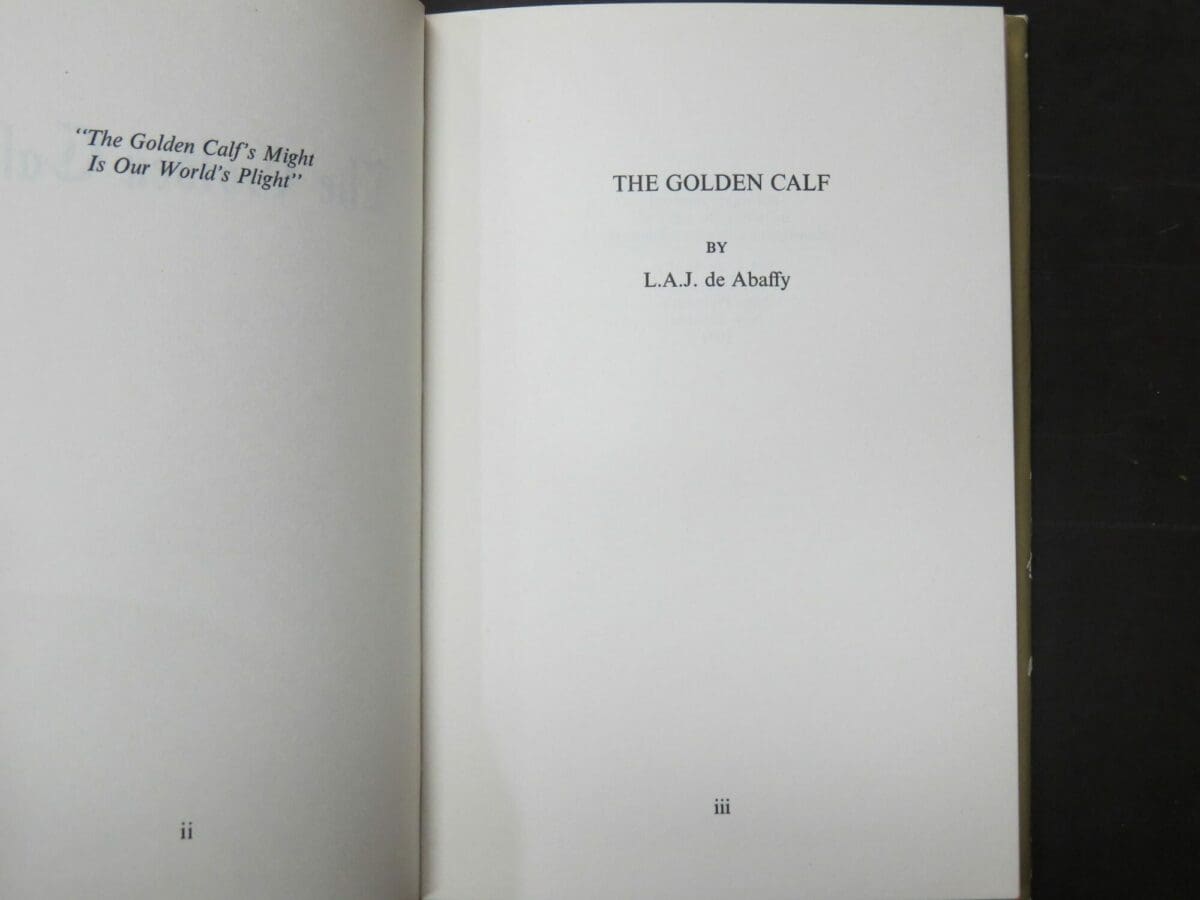 "The Golden Calf's Might
Is Our World's Plight"
ii
THE GOLDEN CALF
BY
L.A.J. de Abaffy
iii